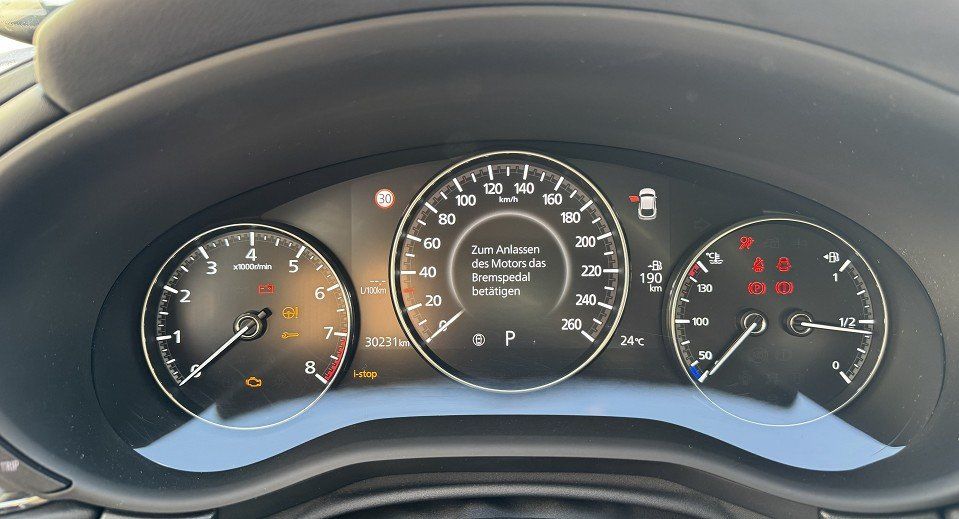 4
x1000r/min
3
5
2
6
1
7
0
8
30
L/100km
30231km
i-stop
120
140
km/h
100
160
80
180
60
200
40
220
20
240
0
260
Zum Anlassen
des Motors das
Bremspedal
betätigen
P
190
km
24°C
°C
130
100
50
P
1
1/2
0
TRIP